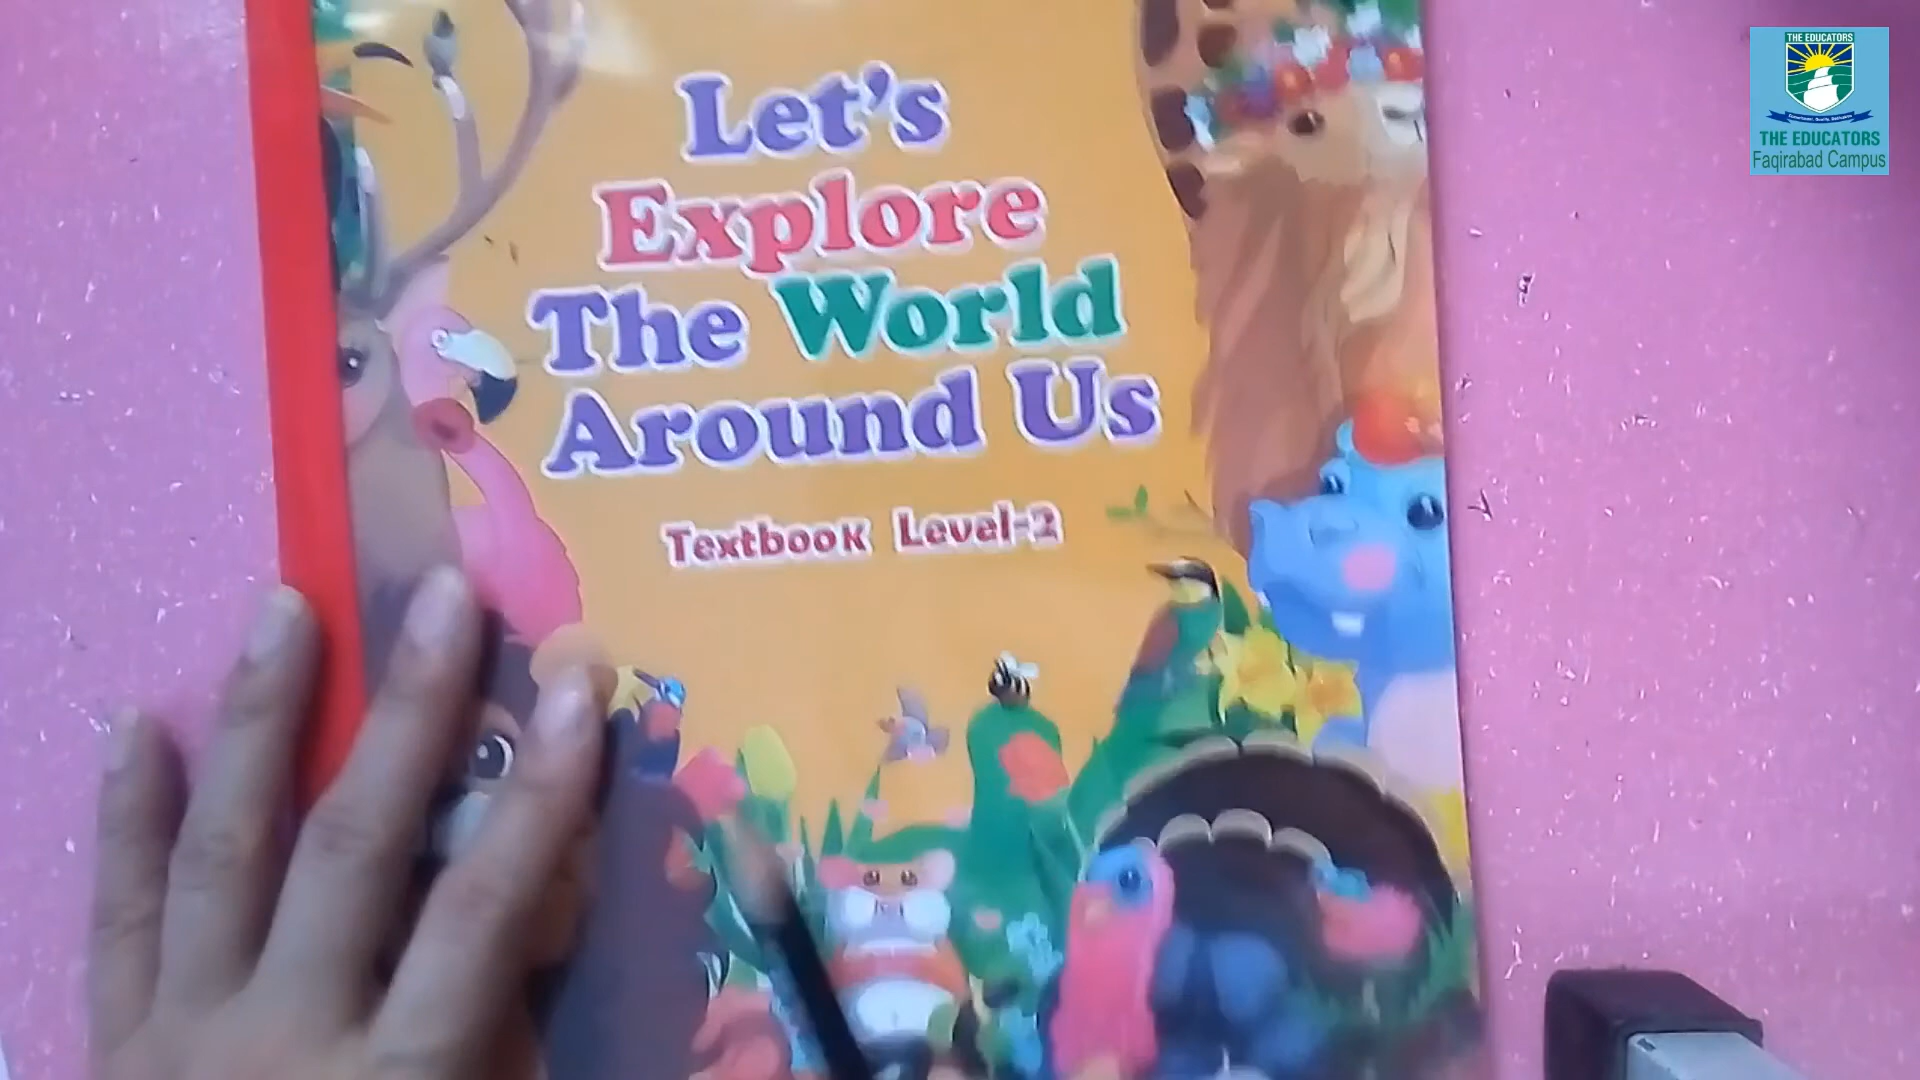 Let's
Explore
The World
Around Us
Textbook Level-2
THE EDUCATORS
THE EDUCATORS
Faqirabad Campus